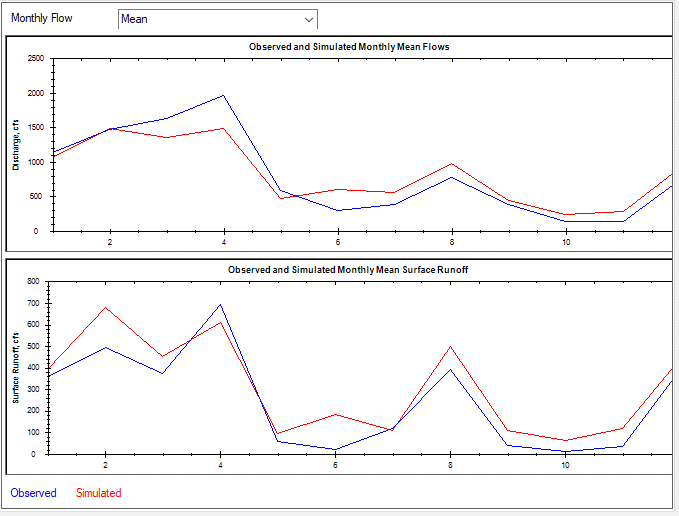 Monthly Flow Mean
Observed and Simulated Monthly Mean Flows
2500
2000
1500
1000
500
0
Discharge, cfs
2 4 6 8 10
Observed and Simulated Monthly Mean Surface Runoff
800
700
600
500
400
300
200
100
0
Surface Runoff, cfs
2 4 6 8 10
Observed Simulated